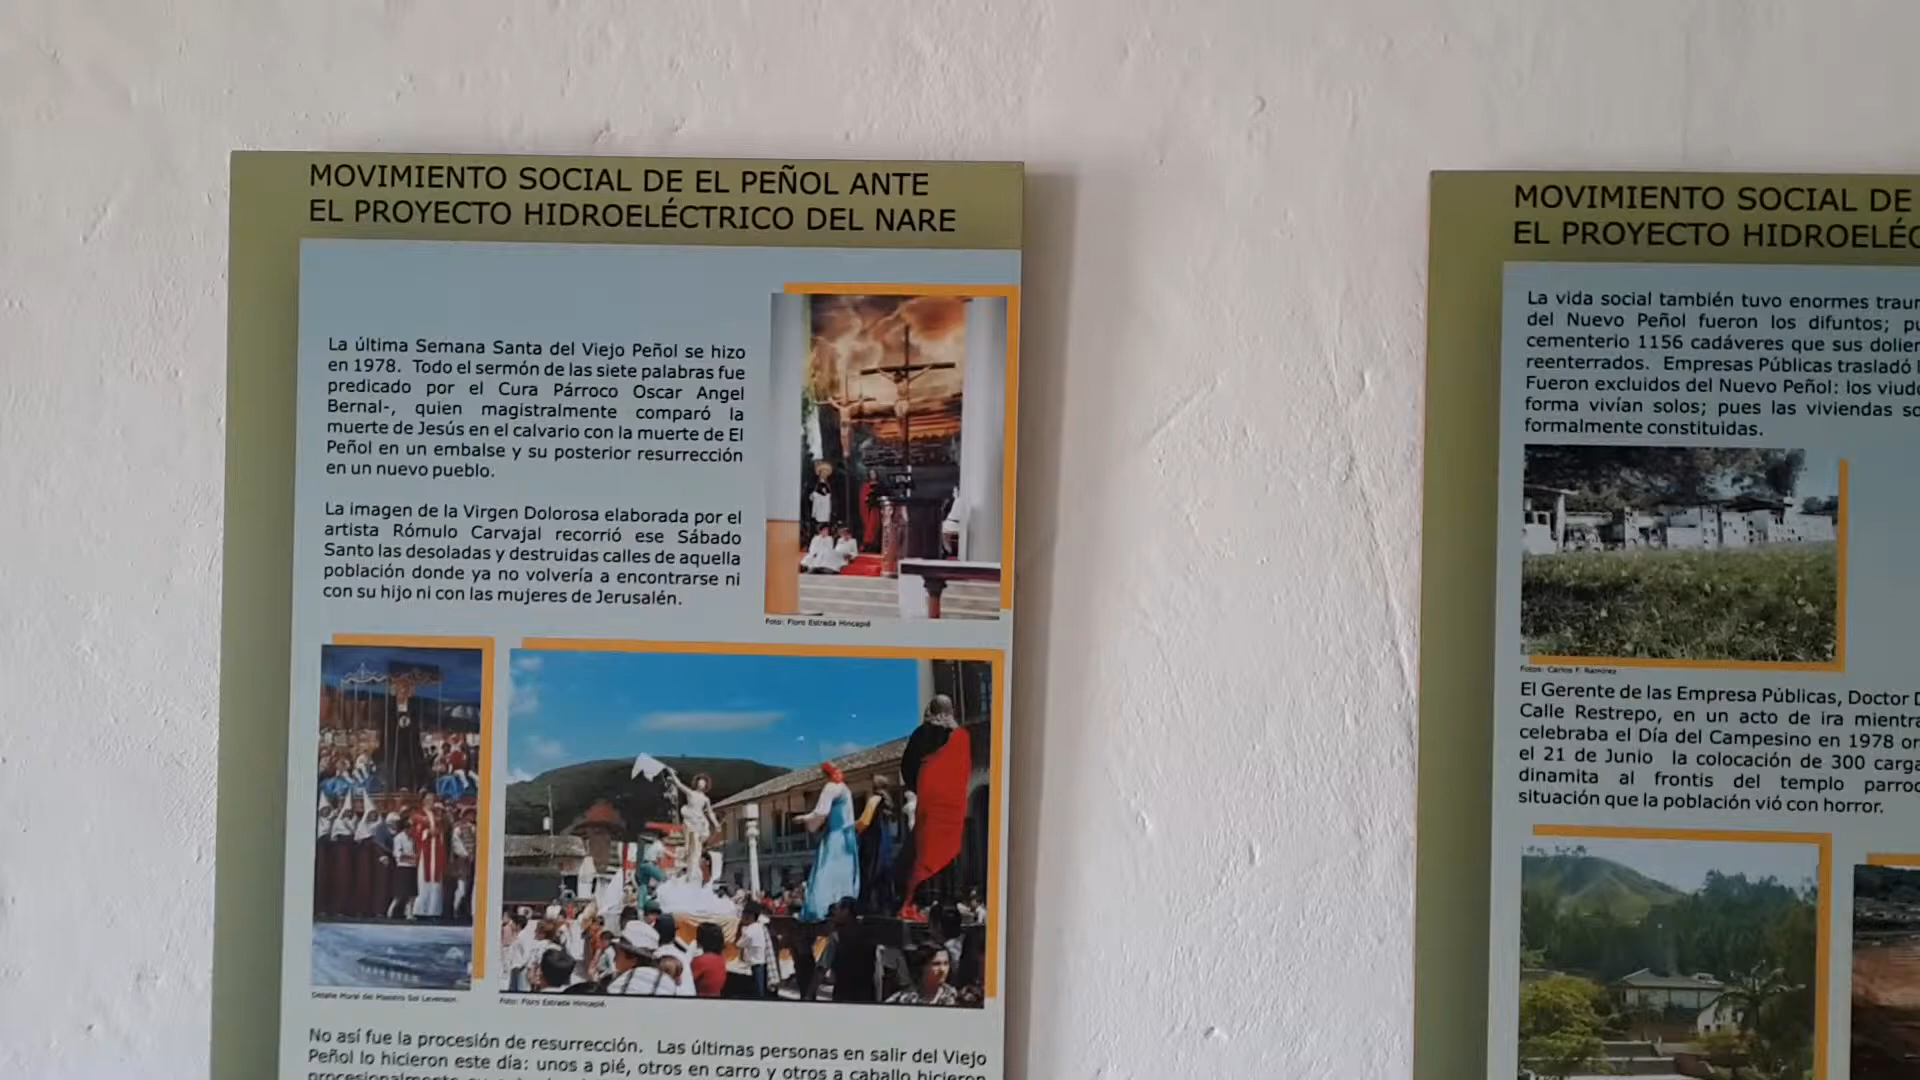 MOVIMIENTO SOCIAL DE EL PEÑOL ANTE
EL PROYECTO HIDROELÉCTRICO DEL NARE
La última Semana Santa del Viejo Peñol se hizo
en 1978. Todo el sermón de las siete palabras fue
predicado por el Cura Párroco Oscar Angel
Bernal-, quien magistralmente comparó la
muerte de Jesús en el calvario con la muerte de El
Peñol en un embalse y su posterior resurrección
en un nuevo pueblo.
La imagen de la Virgen Dolorosa elaborada por el
artista Rómulo Carvajal recorrió ese Sábado
Santo las desoladas y destruidas calles de aquella
población donde ya no volvería a encontrarse ni
con su hijo ni con las mujeres de Jerusalén.
Foto: Floro Estrada Hincapié
Detalle Mural del Maestro Sol Levenson.
Foto: Floro Estrada Hincapié.
No así fue la procesión de resurrección. Las últimas personas en salir del Viejo
Peñol lo hicieron este día: unos a pié, otros en carro y otros a caballo hicieron
MOVIMIENTO SOCIAL DE
EL PROYECTO
La vida social también tuvo enormes
del Nuevo Peñol fueron los difuntos;
cementerio 1156 cadáveres que sus
reenterrados. Empresas Públicas trasladó
Fueron excluidos del Nuevo Peñol: los
forma vivían solos; pues las viviendas
formalmente constituidas.
Fotos: Carlos F. Ramírez
El Gerente de las Empresa Públicas, Doctor
Calle Restrepo, en un acto de ira
celebraba el Día del Campesino en 1978
el 21 de Junio la colocación de 300
dinamita al frontis del templo
situación que la población vió con horror.